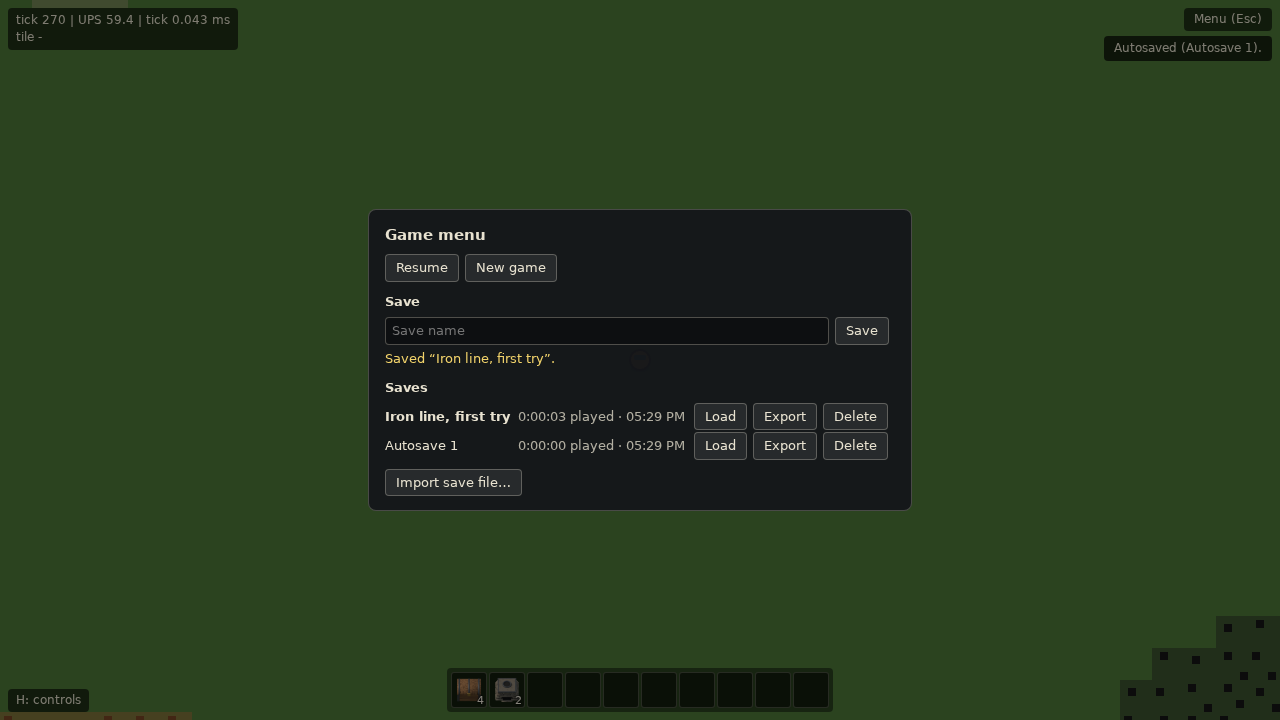 tick 270 | UPS 59.4 | tick 0.043 ms
tile -
Menu (Esc)
Autosaved (Autosave 1).
Game menu
Resume New game
Save
Save name Save
Saved “Iron line, first try”.
Saves
Iron line, first try 0:00:03 played · 05:29 PM Load Export Delete
Autosave 1 0:00:00 played · 05:29 PM Load Export Delete
Import save file…
4 2
H: controls